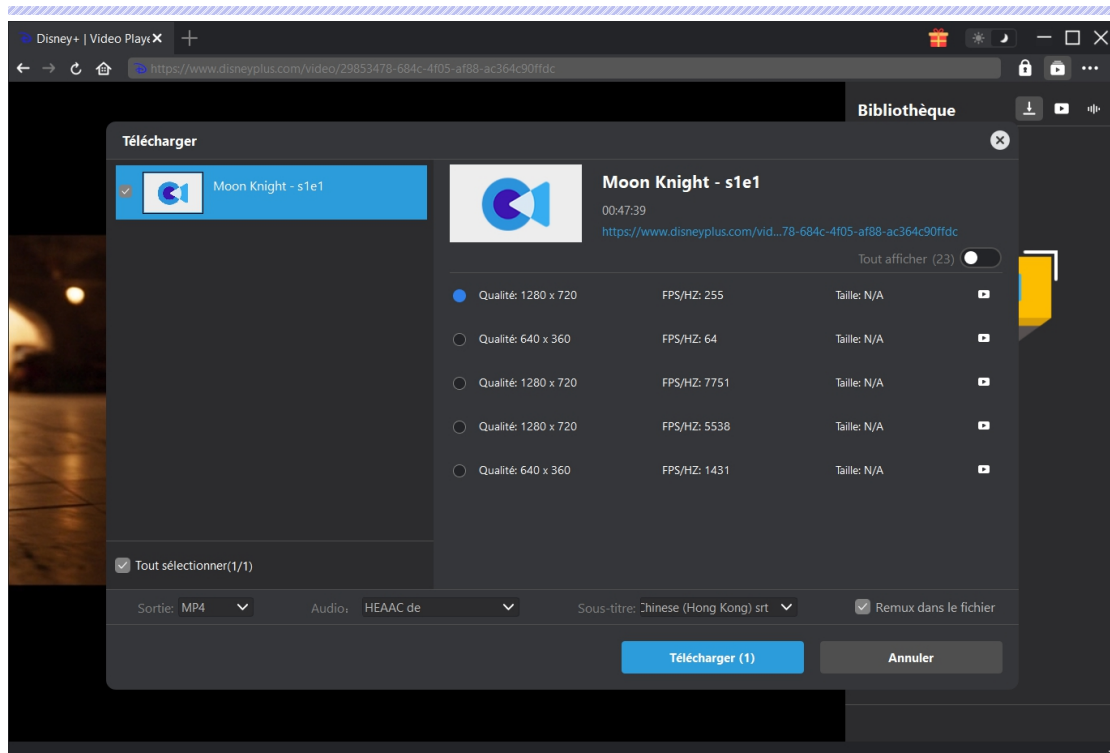 Disney+ | Video Playe
https://www.disneyplus.com/video/29853478-684c-4f05-af88-ac364c90ffdc
Bibliothèque
Télécharger
Moon Knight - s1e1
Moon Knight - s1e1
00:47:39
https://www.disneyplus.com/vid...78-684c-4f05-af88-ac364c90ffdc
Tout afficher (23)
Qualité: 1280 x 720 FPS/HZ: 255 Taille: N/A
Qualité: 640 x 360 FPS/HZ: 64 Taille: N/A
Qualité: 1280 x 720 FPS/HZ: 7751 Taille: N/A
Qualité: 1280 x 720 FPS/HZ: 5538 Taille: N/A
Qualité: 640 x 360 FPS/HZ: 1431 Taille: N/A
Tout sélectionner(1/1)
Sortie: MP4 Audio: HEAAC de Sous-titre: Chinese (Hong Kong) srt Remux dans le fichier
Télécharger (1) Annuler